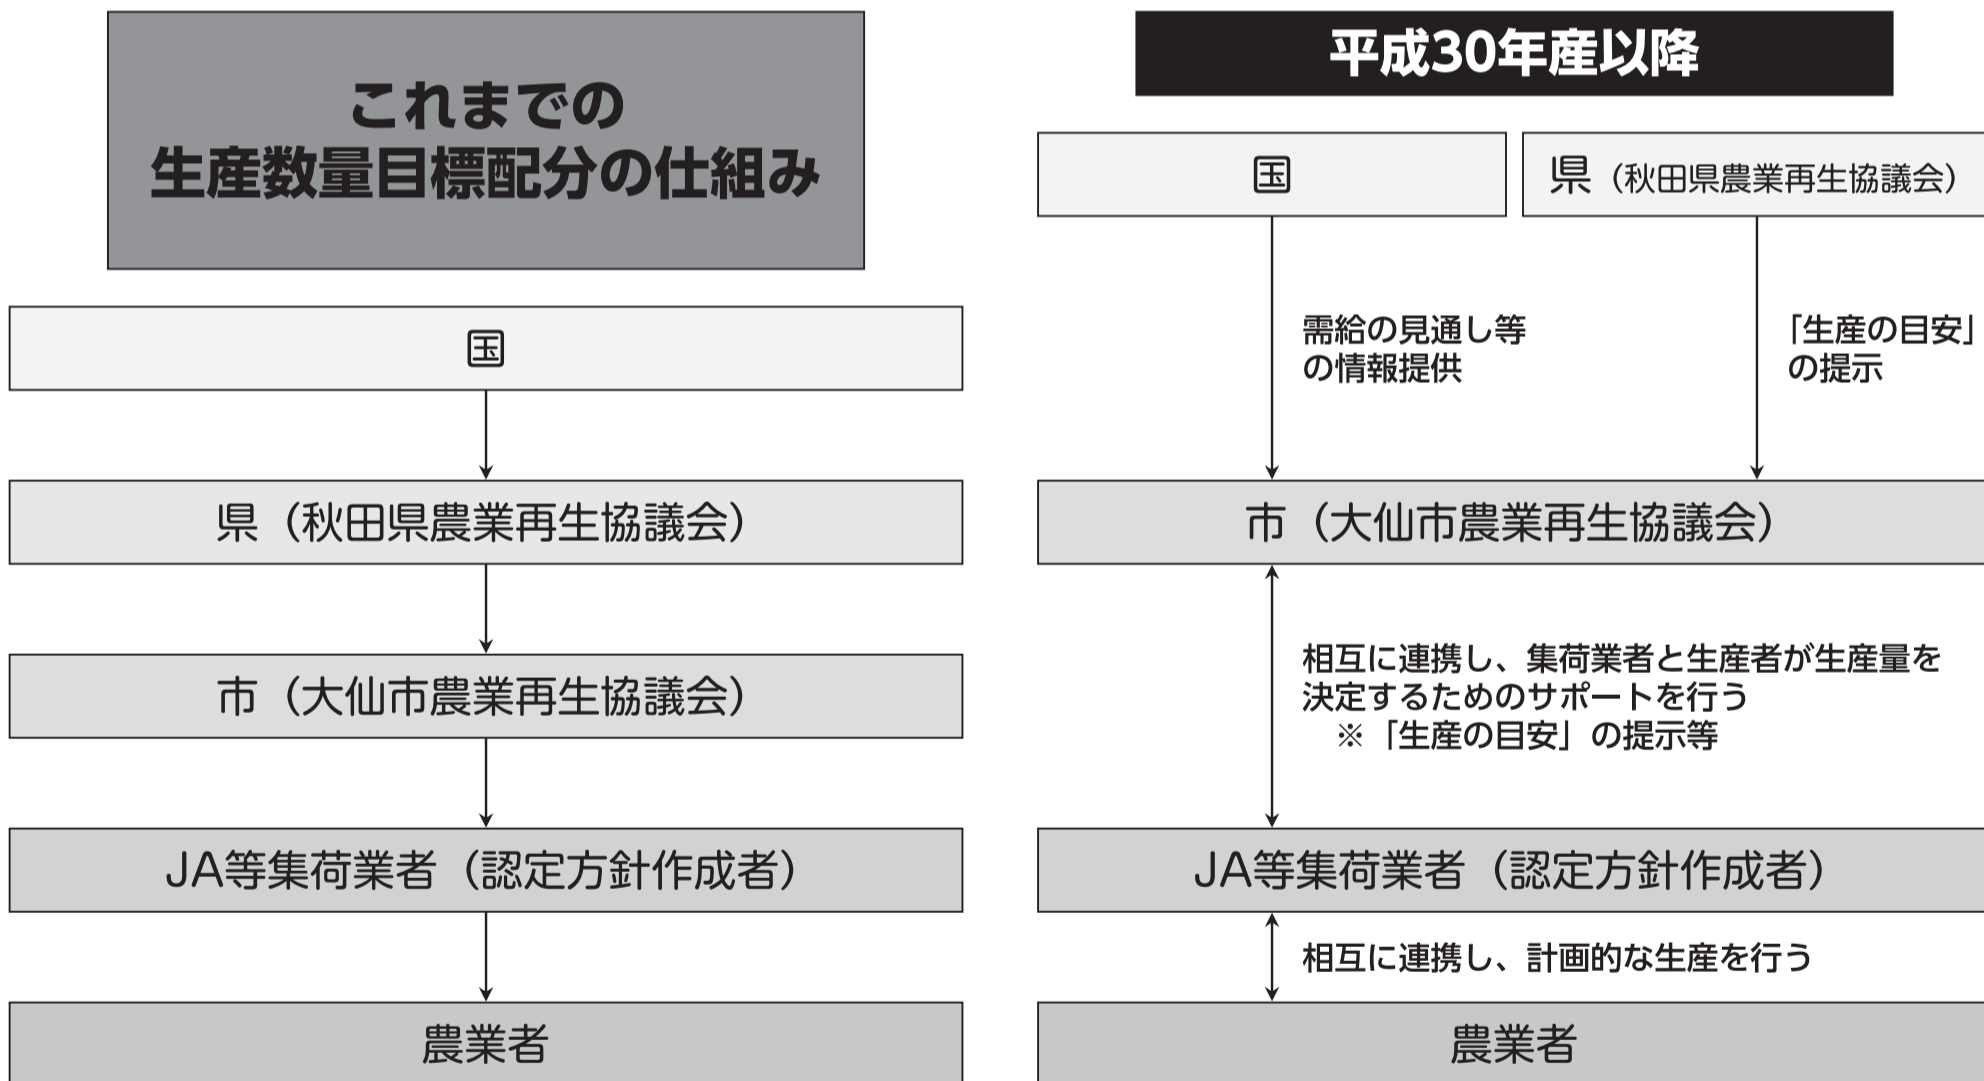 これまでの
生産数量目標配分の仕組み
国
県（秋田県農業再生協議会）
市（大仙市農業再生協議会）
JA等集荷業者（認定方針作成者）
農業者
平成30年産以降
国
県（秋田県農業再生協議会）
需給の見通し等
の情報提供
「生産の目安」
の提示
市（大仙市農業再生協議会）
相互に連携し、集荷業者と生産者が生産量を
決定するためのサポートを行う
※「生産の目安」の提示等
JA等集荷業者（認定方針作成者）
相互に連携し、計画的な生産を行う
農業者